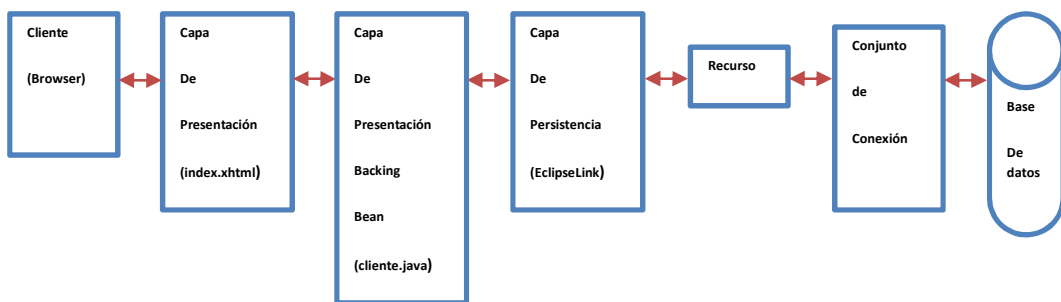 Cliente
(Browser)
Capa
De
Presentación
(index.xhtml)
Capa
De
Presentación
Backing
Bean
(cliente.java)
Capa
De
Persistencia
(EclipseLink)
Recurso
Conjunto
de
Conexión
Base
De
datos